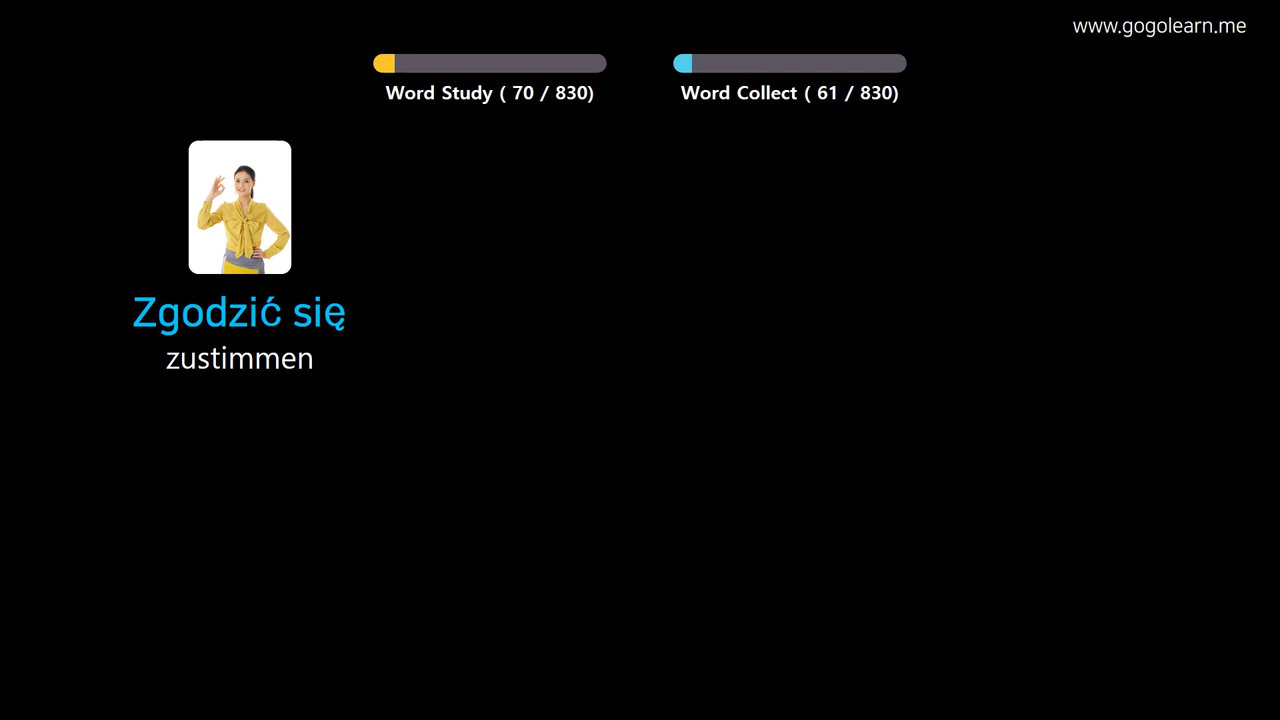 www.gogolearn.me
Word Study ( 70 / 830)
Word Collect ( 61 / 830)
Zgodzić się
zustimmen